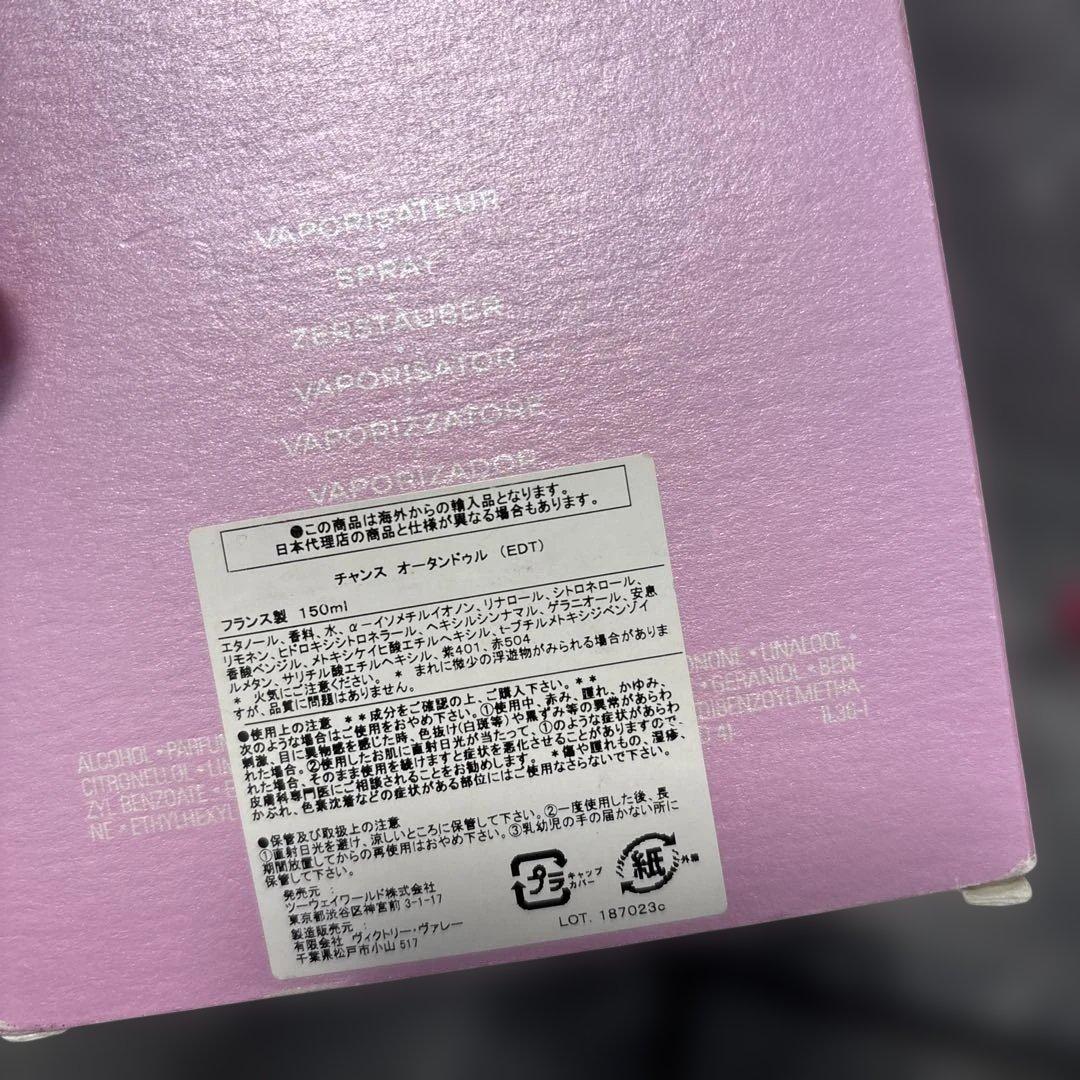 VAPORISATEUR
SPRAY
ZERSTÄUBER
VAPORISATOR
VAPORIZZATORE
VAPORIZADOR
●この商品は海外からの輸入品となります。
日本代理店の商品と仕様が異なる場合もあります。
チャンス オータンドゥル (EDT)
フランス製 150ml
エタノール、香料、水、α－イソメチルイオノン、リナロール、シトロネロール、
リモネン、ヒドロキシシトロネラール、ヘキシルシンナマル、ゲラニオール、安息
香酸ベンジル、メトキシケイヒ酸エチルヘキシル、t-ブチルメトキシジベンゾイ
ルメタン、サリチル酸エチルヘキシル、紫401、赤504
* 火気にご注意ください。 * まれに微少の浮遊物がみられる場合がありま
すが、品質に問題はありません。
●使用上の注意 **成分をご確認の上、ご購入下さい。**
次のような場合はご使用をおやめ下さい。①使用中、赤み、腫れ、かゆみ、
刺激、目に異物感を感じた時、色抜け(白斑等)や黒ずみ等の異常があらわ
れた場合。②使用したお肌に直射日光が当たって、①のような症状があらわ
れた場合、そのまま使用を続けますと症状を悪化させることがありますので、
皮膚科専門医にご相談されることをお勧めします。 *傷や腫れもの、湿疹、
かぶれ、色素沈着などの症状がある部位にはご使用なさらないで下さい。
●保管及び取扱上の注意
①直射日光を避け、涼しいところに保管して下さい。②一度使用した後、長
期間放置してからの再使用はおやめ下さい。③乳幼児の手の届かない所に
保管して下さい。
発売元：
ツーウェイワールド株式会社
東京都渋谷区神宮前 3-1-17
製造販売元：
有限会社 ヴィクトリー・ヴァレー
千葉県松戸市小山 517
プラ キャップ
カバー
紙 外箱
LOT. 187023c
ALCOHOL • PARFUM
IONONE • LINALOOL •
CITRONELLOL • LI
• GERANIOL • BEN-
ZYL BENZOATE •
DIBENZOYLMETHA-
NE • ETHYLHEXYL
IL36-1